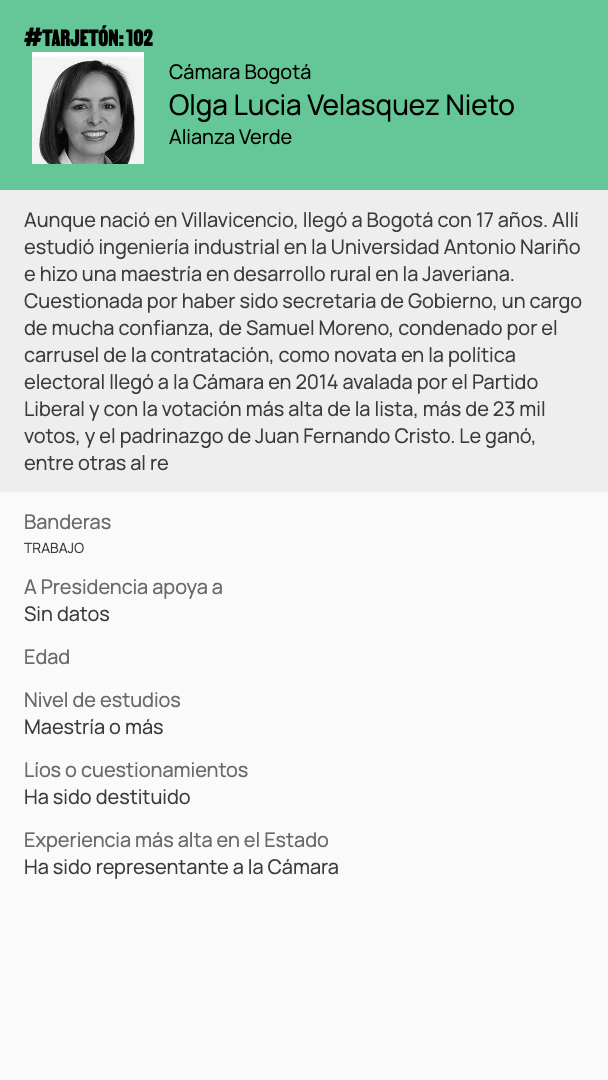 #TARJETÓN: 102
Cámara Bogotá
Olga Lucia Velasquez Nieto
Alianza Verde
Aunque nació en Villavicencio, llegó a Bogotá con 17 años. Allí
estudió ingeniería industrial en la Universidad Antonio Nariño
e hizo una maestría en desarrollo rural en la Javeriana.
Cuestionada por haber sido secretaria de Gobierno, un cargo
de mucha confianza, de Samuel Moreno, condenado por el
carrusel de la contratación, como novata en la política
electoral llegó a la Cámara en 2014 avalada por el Partido
Liberal y con la votación más alta de la lista, más de 23 mil
votos, y el padrinazgo de Juan Fernando Cristo. Le ganó,
entre otras al re
Banderas
TRABAJO
A Presidencia apoya a
Sin datos
Edad
Nivel de estudios
Maestría o más
Líos o cuestionamientos
Ha sido destituido
Experiencia más alta en el Estado
Ha sido representante a la Cámara